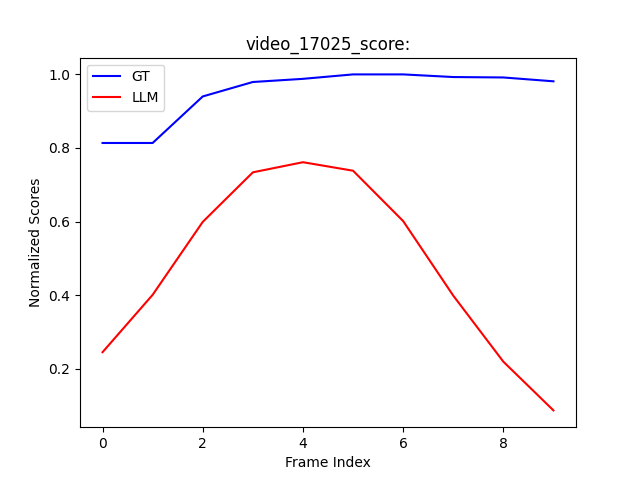 video_17025_score:
GT
LLM
1.0
0.8
0.6
0.4
0.2
Normalized Scores
0 2 4 6 8
Frame Index